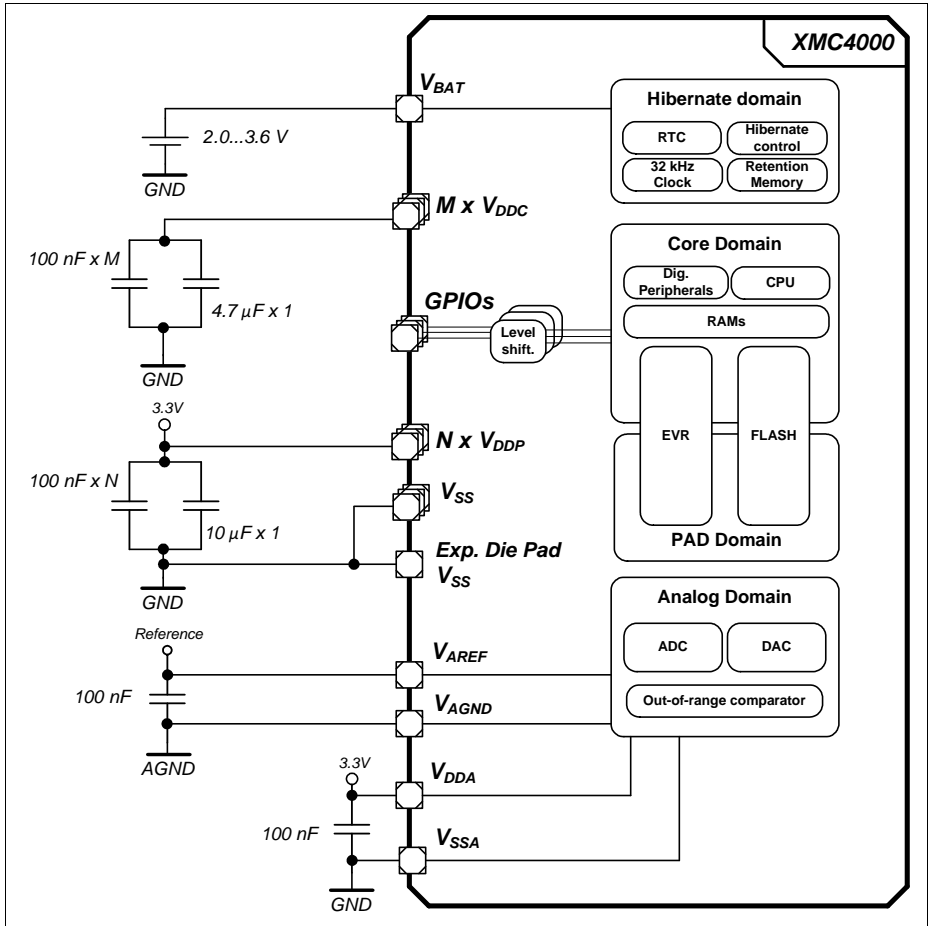 XMC4000
VBAT
Hibernate domain
RTC
Hibernate
control
32 kHz
Clock
Retention
Memory
2.0...3.6 V
GND
M x VDDC
100 nF x M
4.7 µF x 1
GND
Core Domain
Dig.
Peripherals
CPU
RAMs
GPIOs
Level
shift.
EVR
FLASH
PAD Domain
3.3V
N x VDDP
100 nF x N
10 µF x 1
VSS
Exp. Die Pad
VSS
GND
Analog Domain
ADC
DAC
Out-of-range comparator
Reference
VAREF
100 nF
VAGND
AGND
3.3V
VDDA
100 nF
VSSA
GND